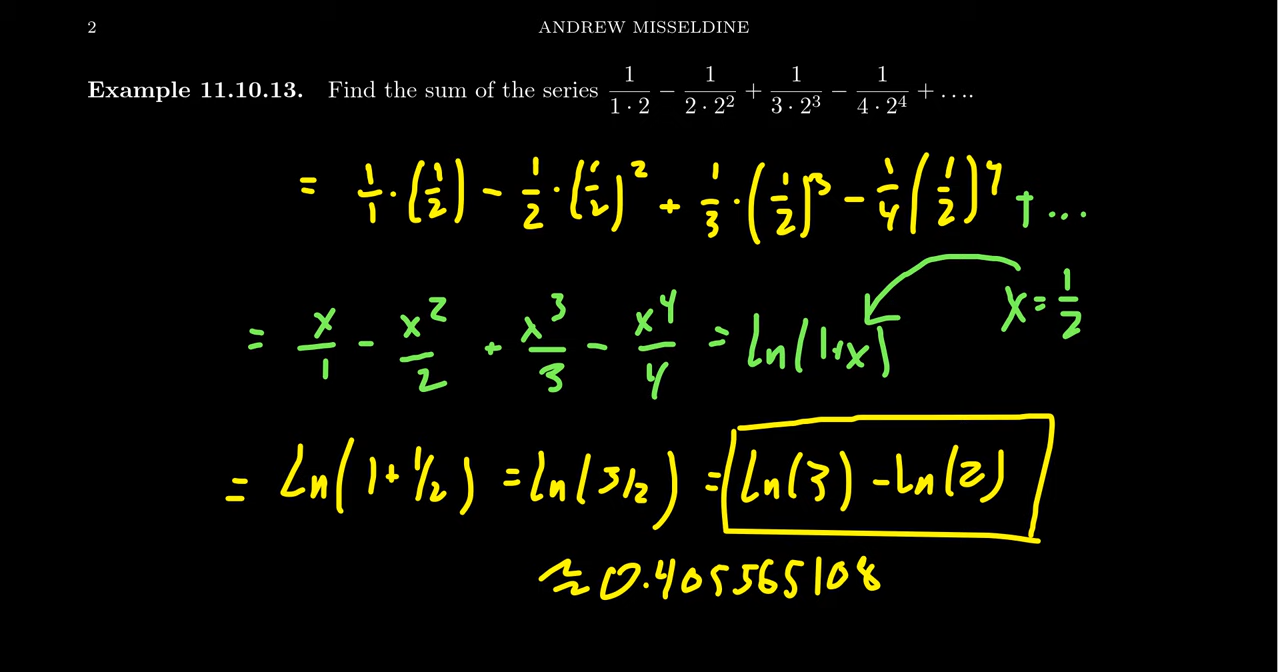 2 ANDREW MISSELDINE
Example 11.10.13. Find the sum of the series 1/(1 · 2) − 1/(2 · 2²) + 1/(3 · 2³) − 1/(4 · 2⁴) + ….
= 1/1 · (1/2) − 1/2 · (1/2)² + 1/3 · (1/2)³ − 1/4 (1/2)⁴ + ...
= x/1 − x²/2 + x³/3 − x⁴/4 = ln(1+x) x = 1/2
= ln(1 + 1/2) = ln(3/2) = ln(3) − ln(2)
≈ 0.405565108